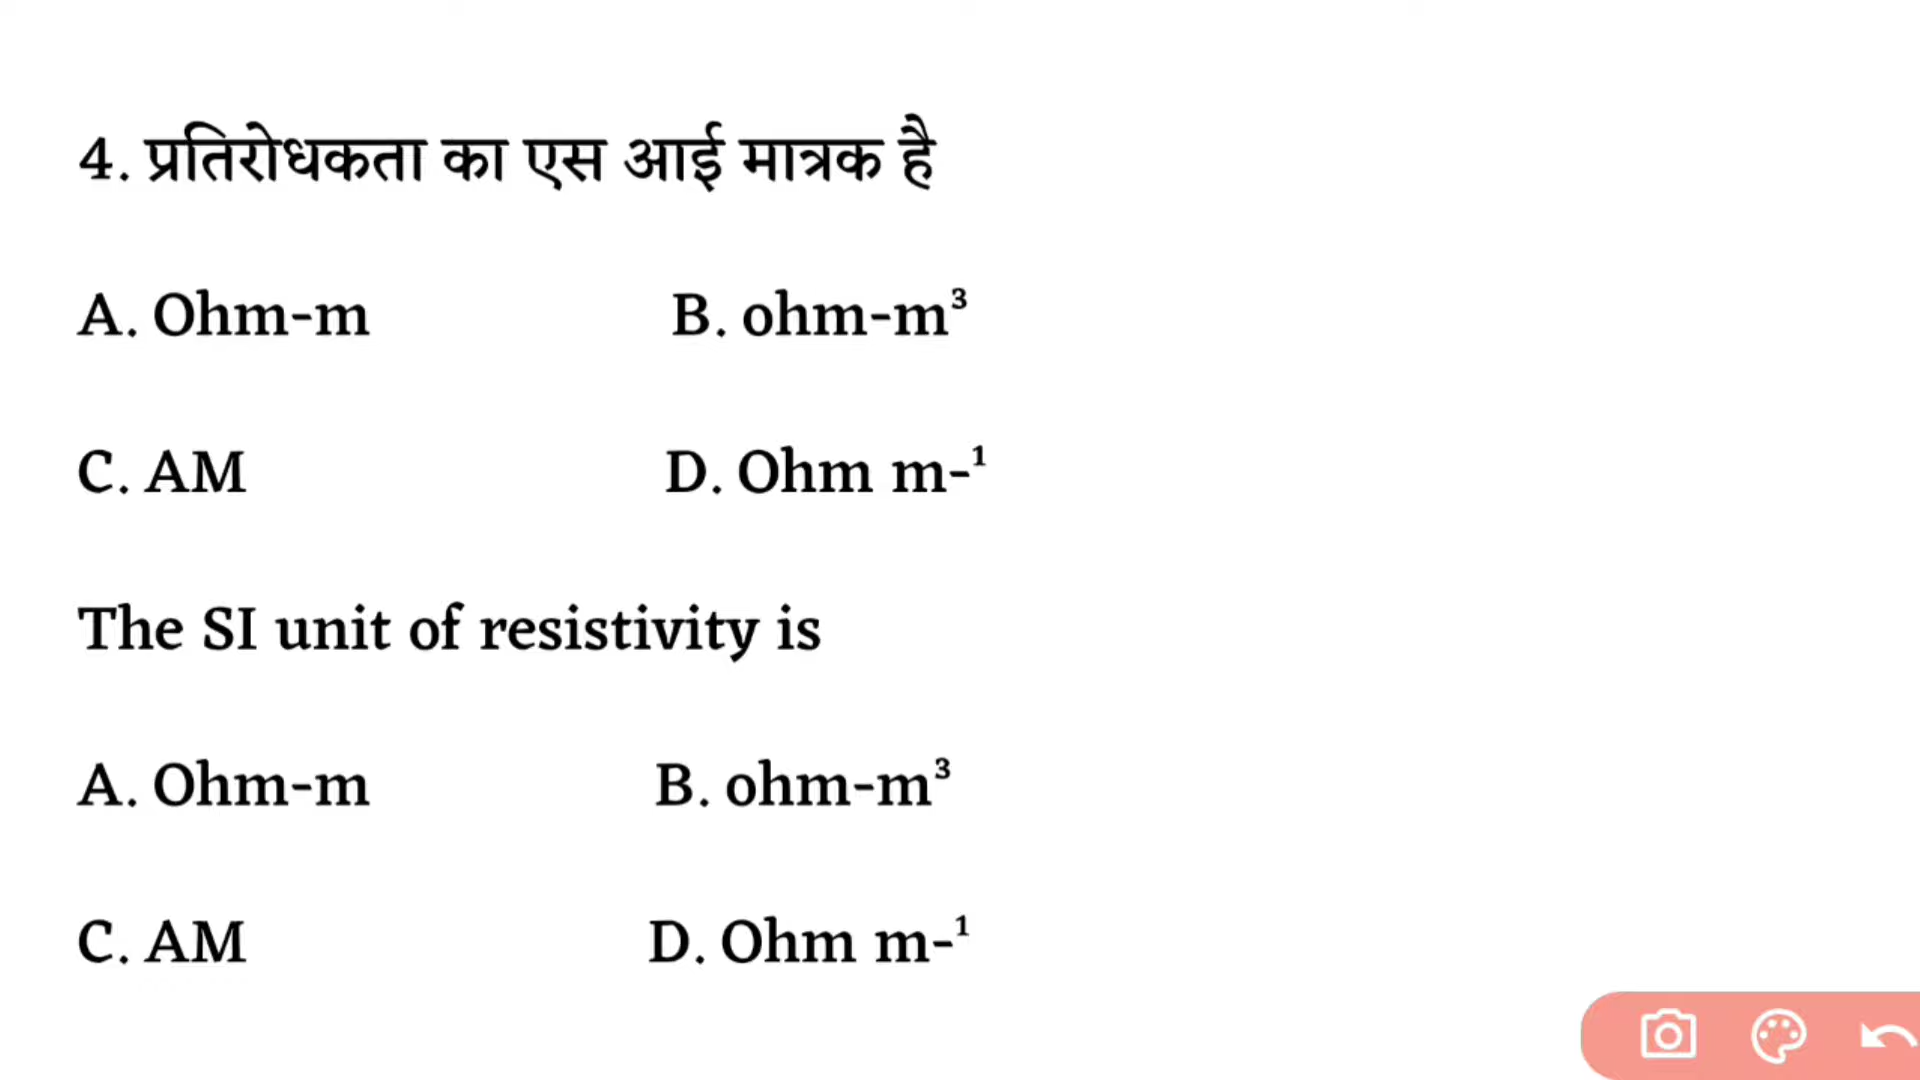 4. प्रतिरोधकता का एस आई मात्रक है
A. Ohm-m B. ohm-m³
C. AM D. Ohm m-¹
The SI unit of resistivity is
A. Ohm-m B. ohm-m³
C. AM D. Ohm m-¹